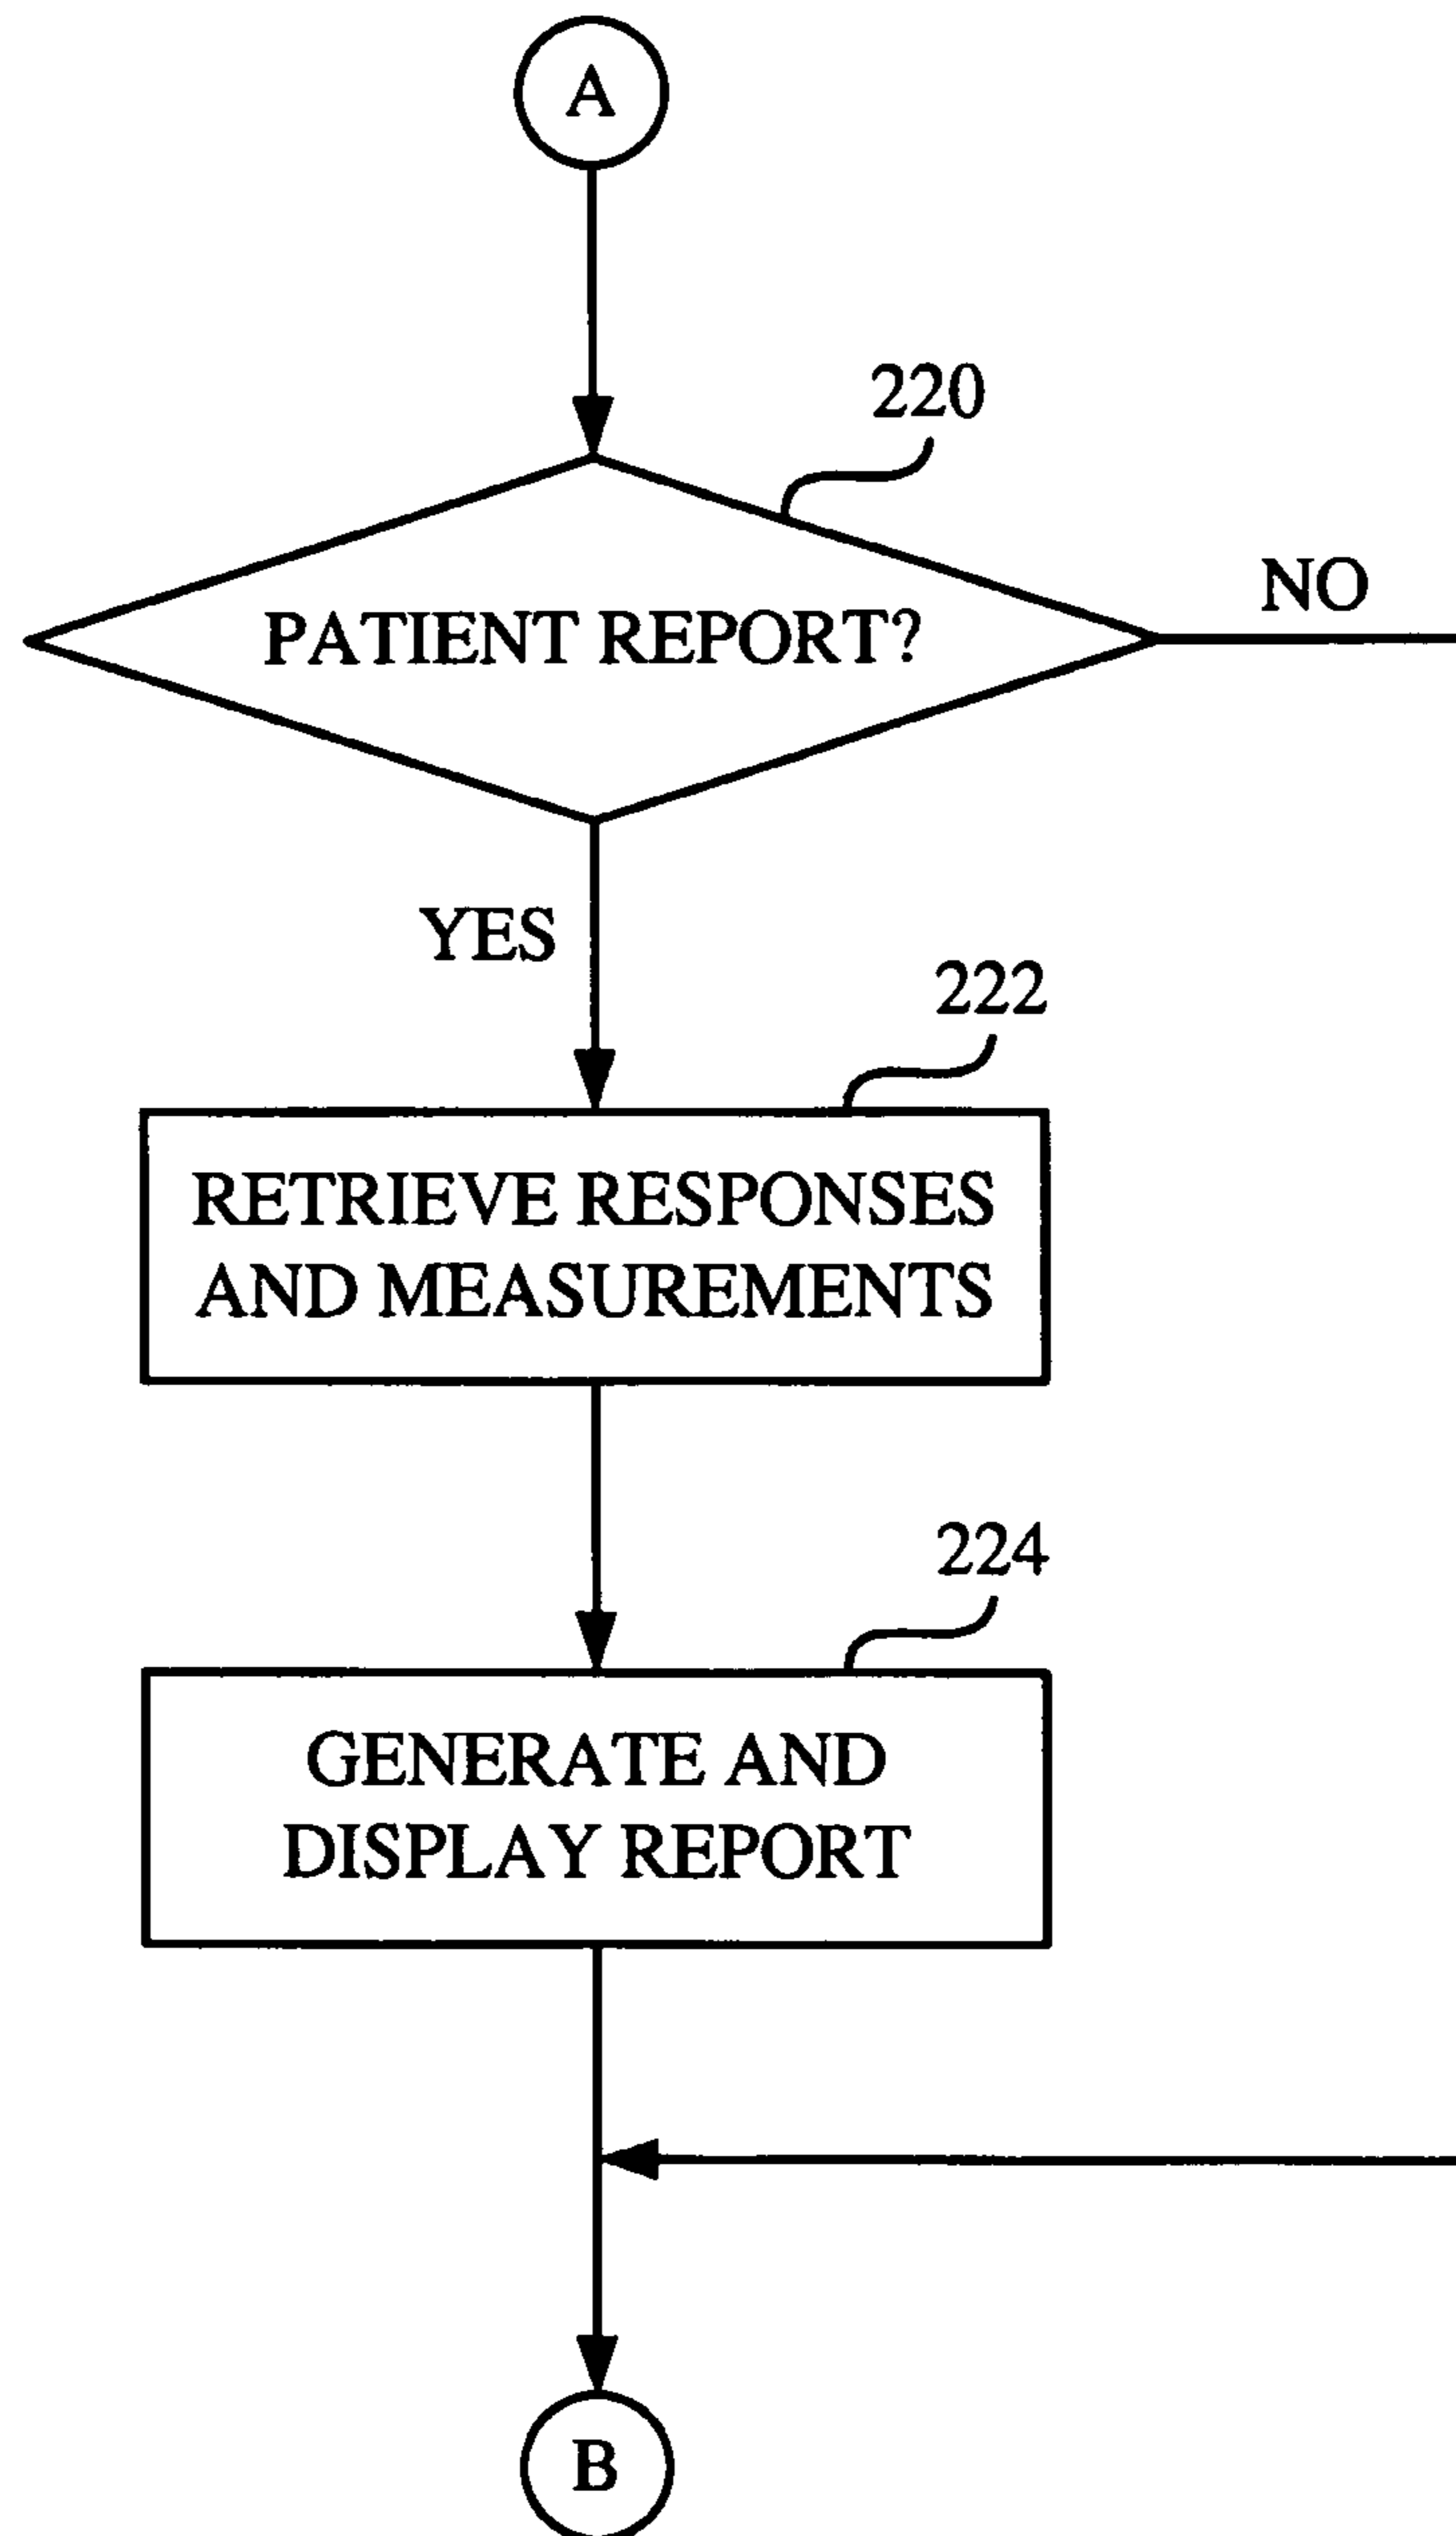 A
220
PATIENT REPORT?
NO
YES
222
RETRIEVE RESPONSES
AND MEASUREMENTS
224
GENERATE AND
DISPLAY REPORT
B